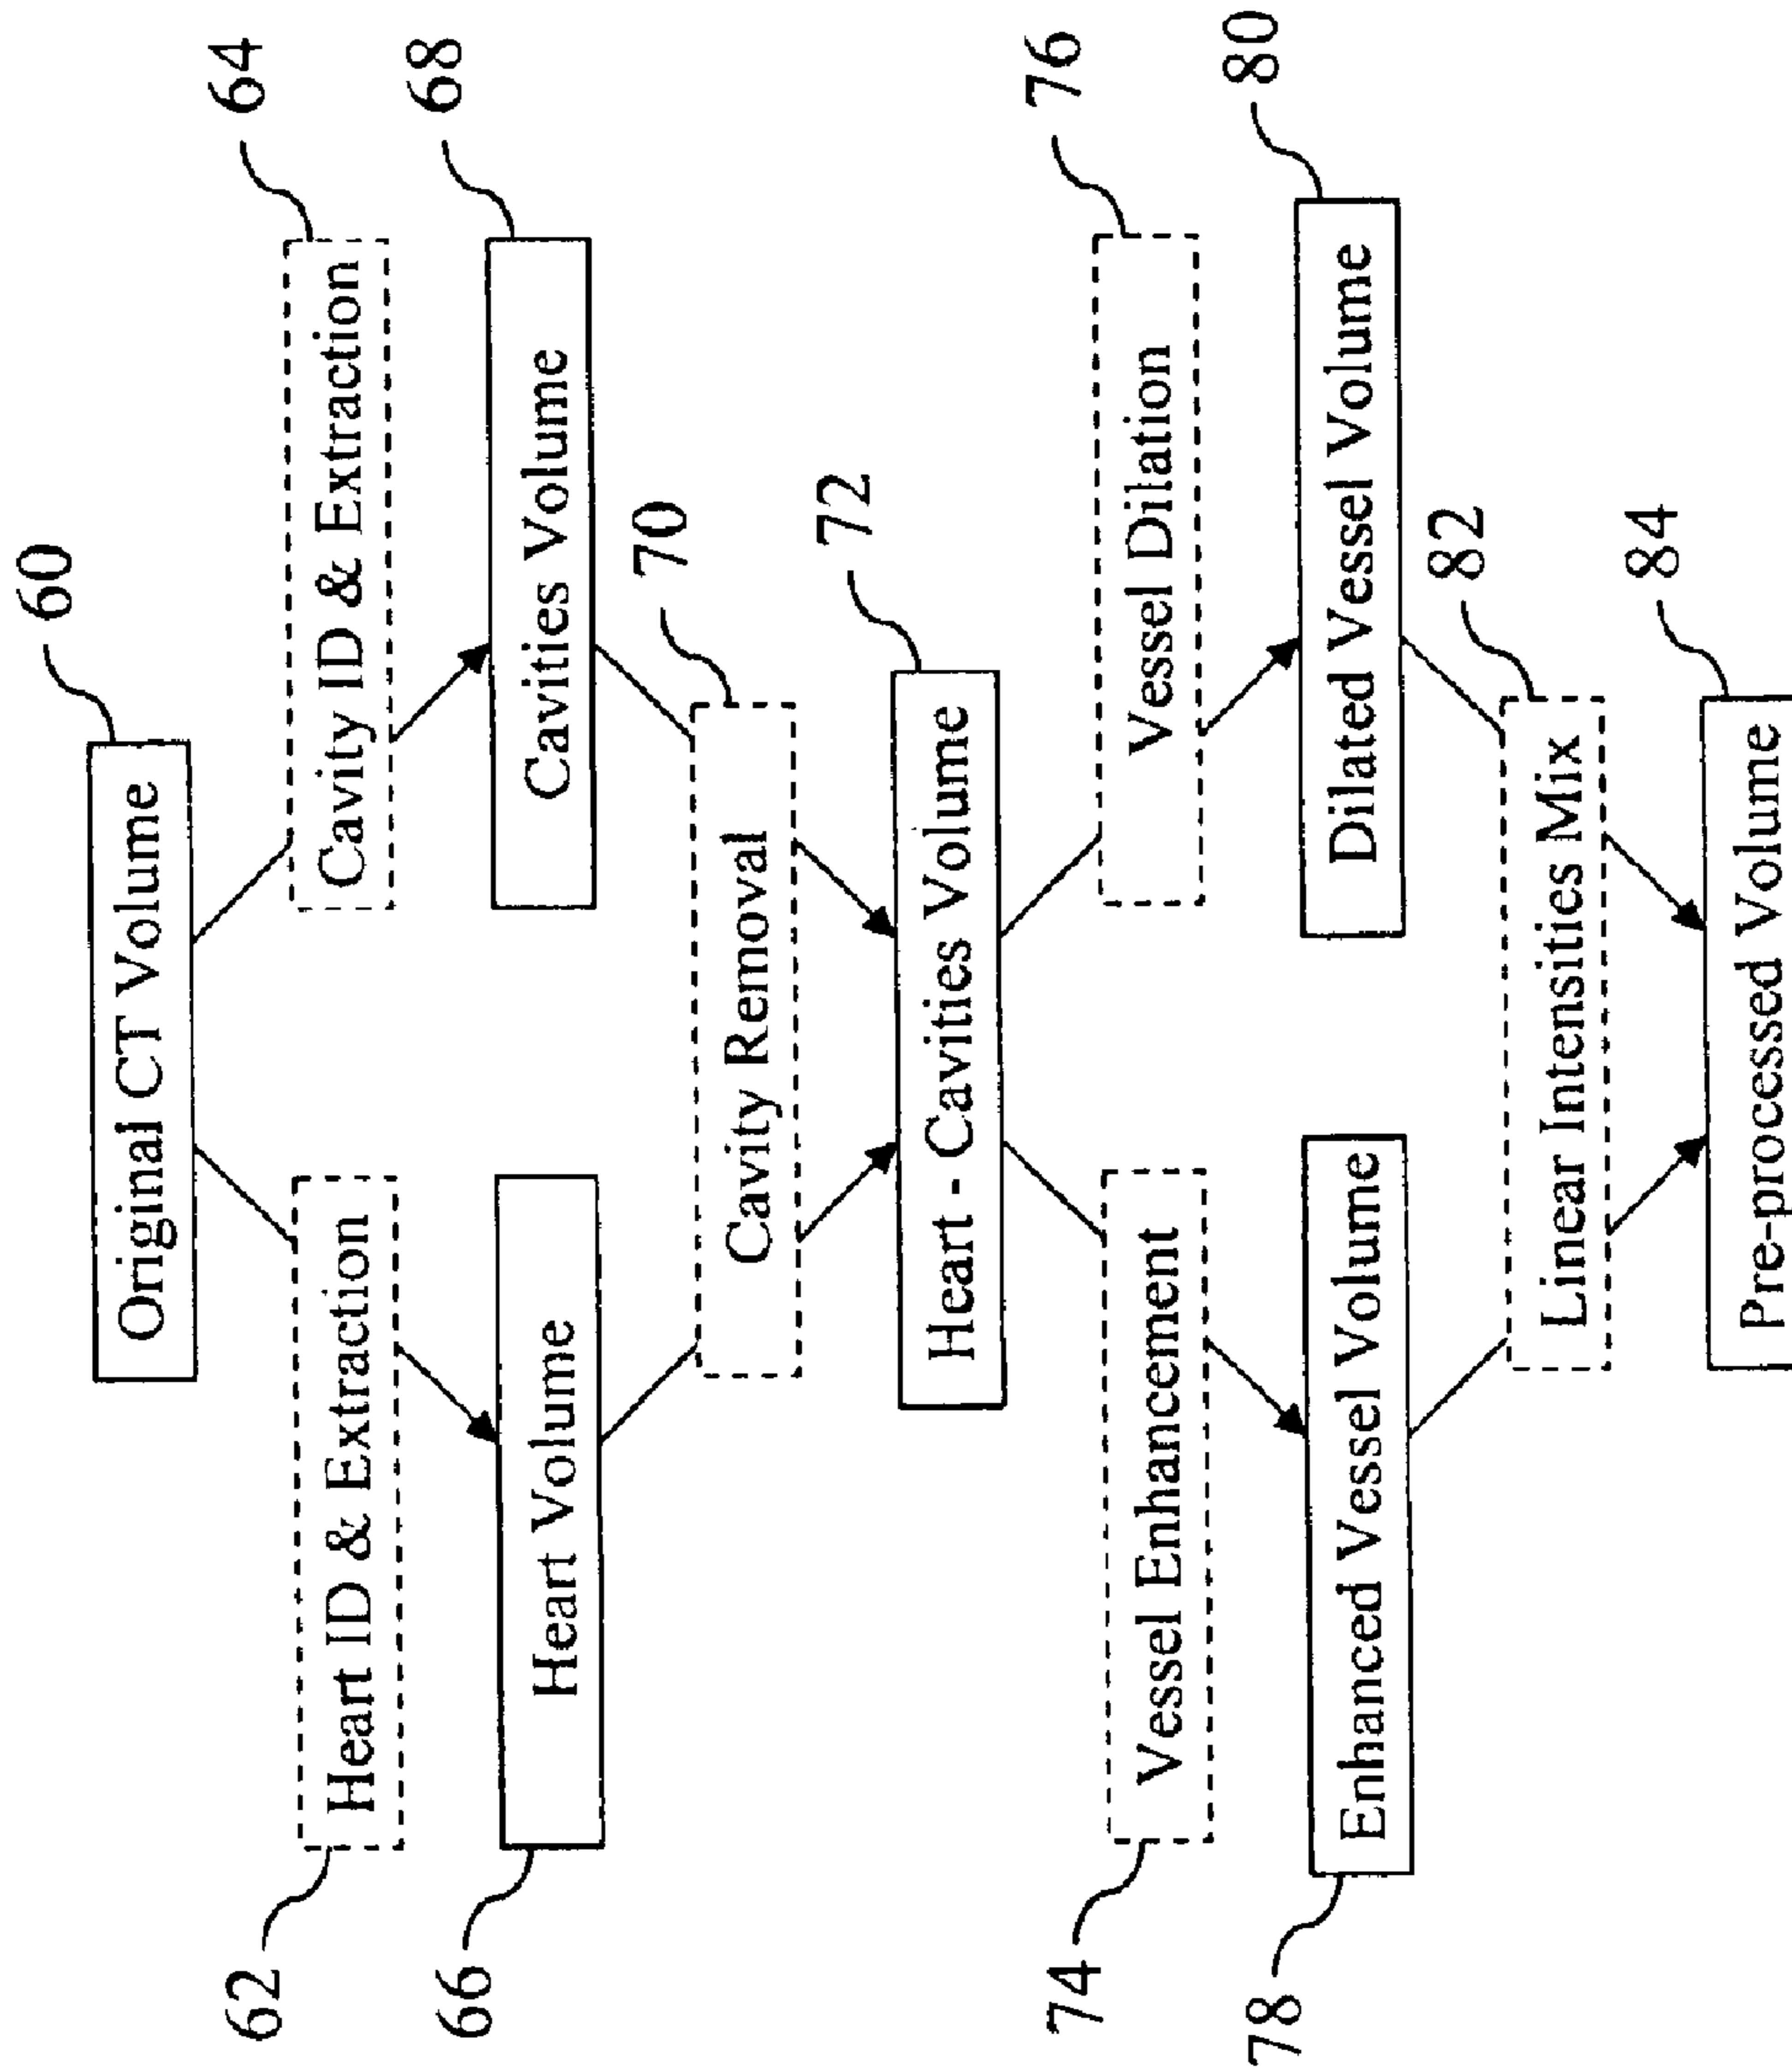 60
Original CT Volume
62
Heart ID & Extraction
64
Cavity ID & Extraction
66
Heart Volume
68
Cavities Volume
70
Cavity Removal
72
Heart - Cavities Volume
74
Vessel Enhancement
76
Vessel Dilation
78
Enhanced Vessel Volume
80
Dilated Vessel Volume
82
Linear Intensities Mix
84
Pre-processed Volume